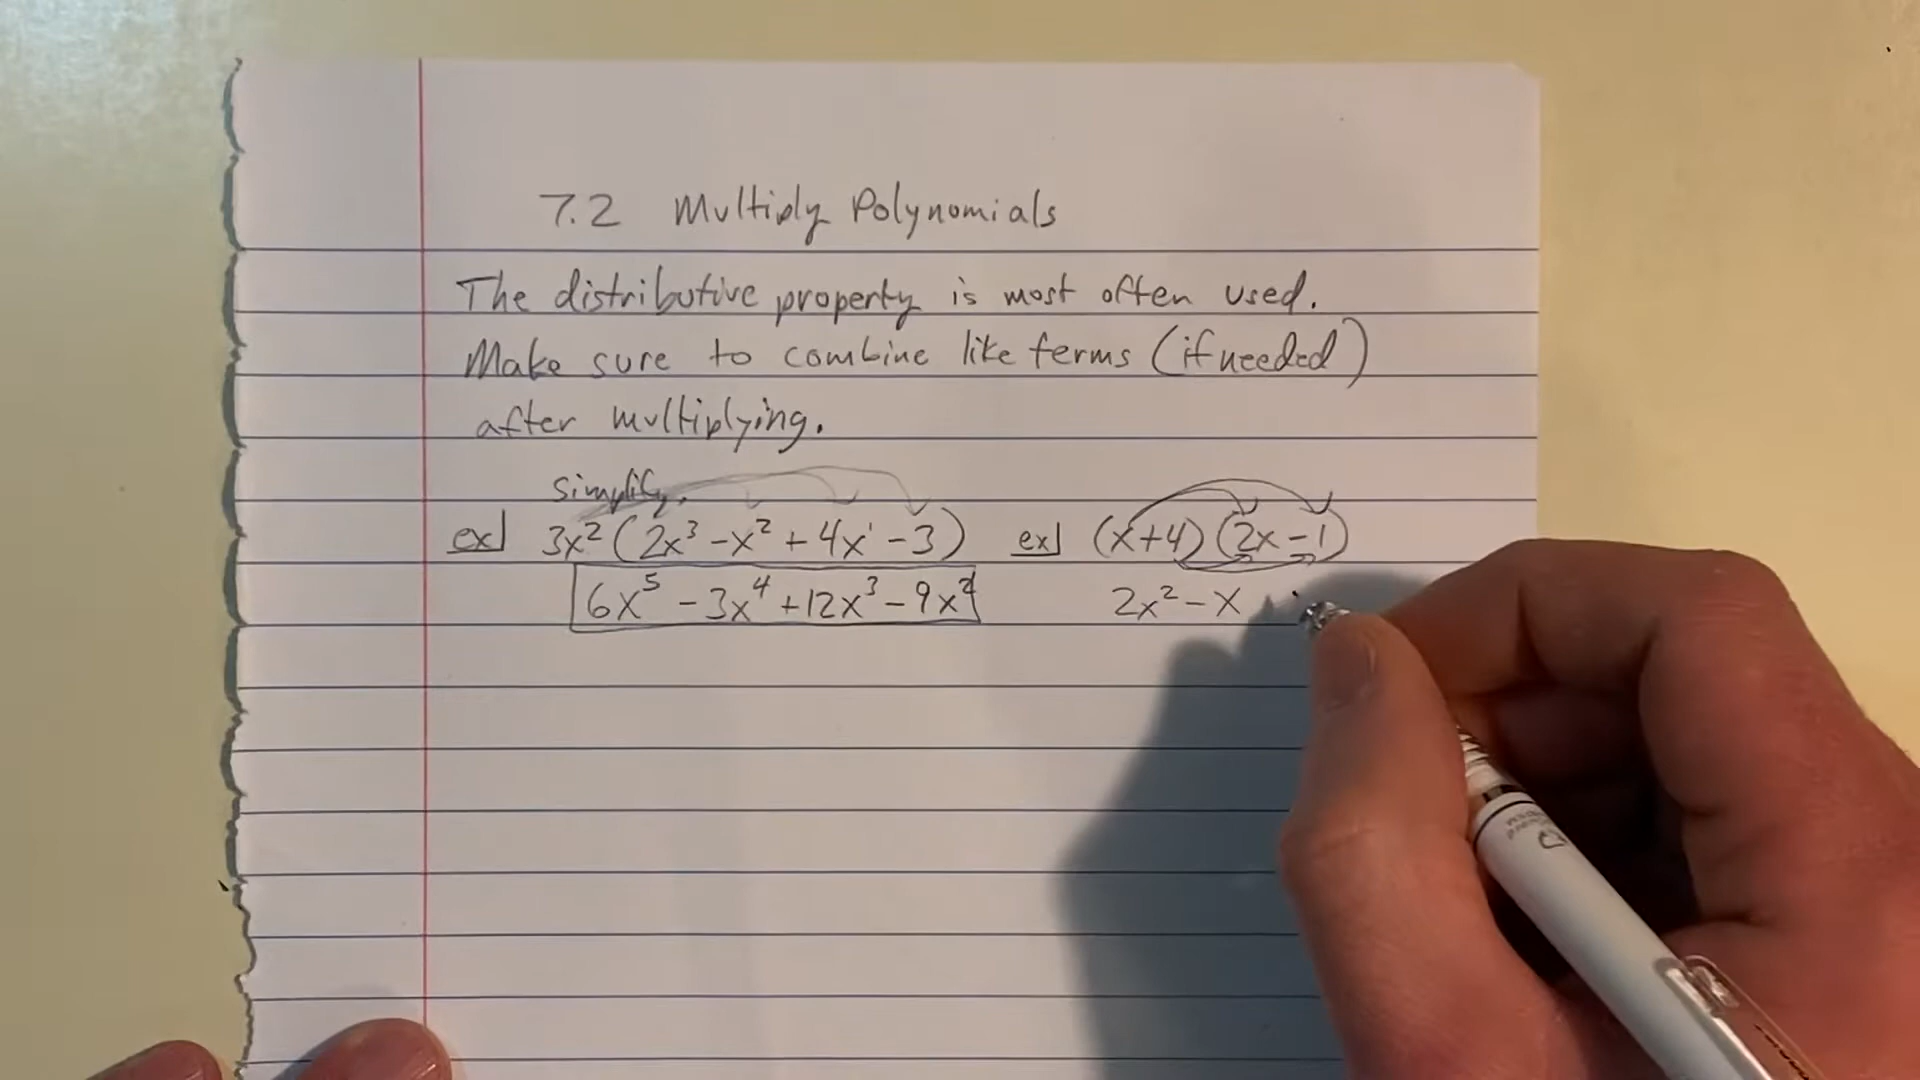 7.2 Multiply Polynomials
The distributive property is most often used.
Make sure to combine like terms (if needed)
after multiplying.
Simplify.
ex) 3x²(2x³ - x² + 4x¹ - 3) ex) (x+4)(2x-1)
6x⁵ - 3x⁴ + 12x³ - 9x² 2x² - x